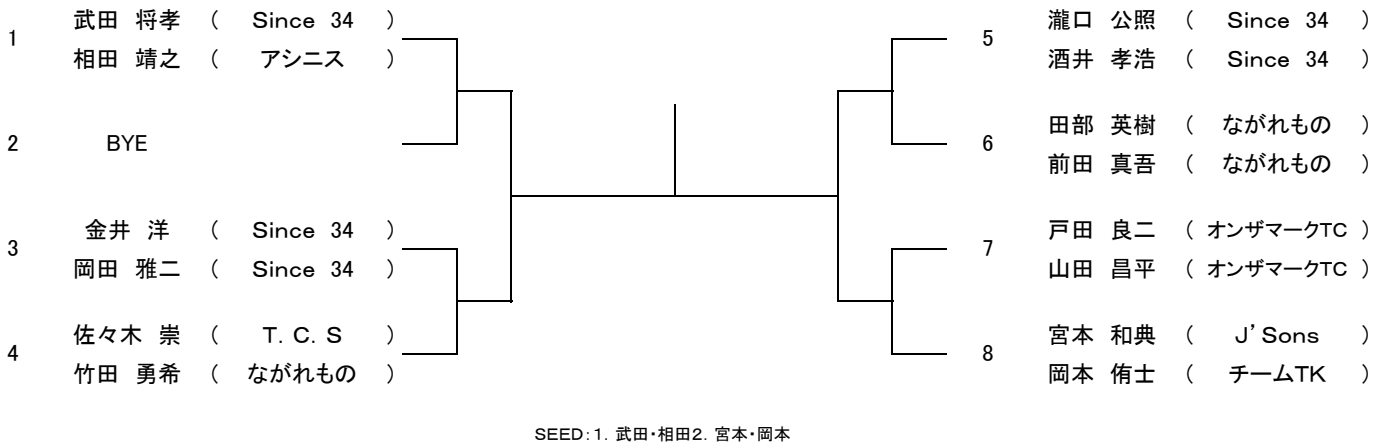 1 武田 将孝 ( Since 34 )
相田 靖之 ( アシニス )
2 BYE
3 金井 洋 ( Since 34 )
岡田 雅二 ( Since 34 )
4 佐々木 崇 ( T. C. S )
竹田 勇希 ( ながれもの )
5 瀧口 公照 ( Since 34 )
酒井 孝浩 ( Since 34 )
6 田部 英樹 ( ながれもの )
前田 真吾 ( ながれもの )
7 戸田 良二 ( オンザマークTC )
山田 昌平 ( オンザマークTC )
8 宮本 和典 ( J'Sons )
岡本 侑士 ( チームTK )
SEED:1. 武田・相田2. 宮本・岡本